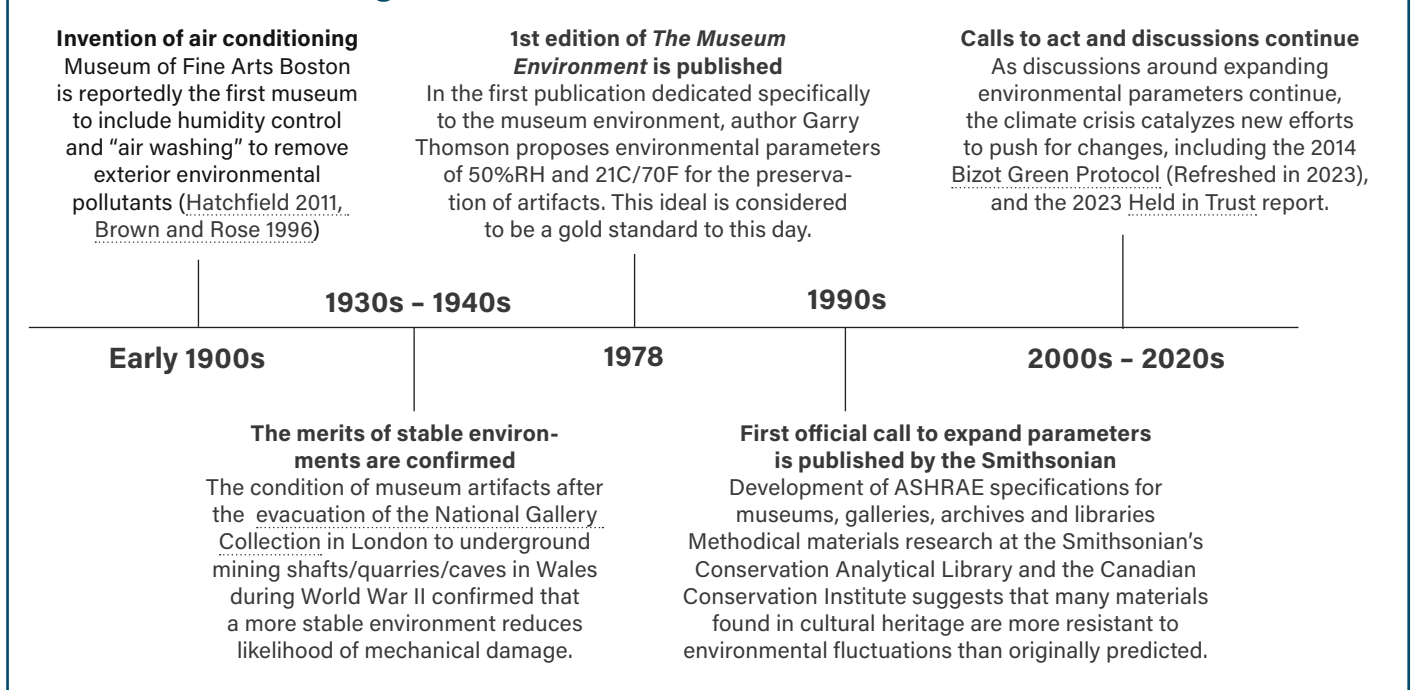 Invention of air conditioning
Museum of Fine Arts Boston
is reportedly the first museum
to include humidity control
and “air washing” to remove
exterior environmental
pollutants (Hatchfield 2011,
Brown and Rose 1996)
1st edition of The Museum
Environment is published
In the first publication dedicated specifically
to the museum environment, author Garry
Thomson proposes environmental parameters
of 50%RH and 21C/70F for the preserva-
tion of artifacts. This ideal is considered
to be a gold standard to this day.
Calls to act and discussions continue
As discussions around expanding
environmental parameters continue,
the climate crisis catalyzes new efforts
to push for changes, including the 2014
Bizot Green Protocol (Refreshed in 2023),
and the 2023 Held in Trust report.
1930s – 1940s
1990s
Early 1900s
1978
2000s – 2020s
The merits of stable environ-
ments are confirmed
The condition of museum artifacts after
the evacuation of the National Gallery
Collection in London to underground
mining shafts/quarries/caves in Wales
during World War II confirmed that
a more stable environment reduces
likelihood of mechanical damage.
First official call to expand parameters
is published by the Smithsonian
Development of ASHRAE specifications for
museums, galleries, archives and libraries
Methodical materials research at the Smithsonian’s
Conservation Analytical Library and the Canadian
Conservation Institute suggests that many materials
found in cultural heritage are more resistant to
environmental fluctuations than originally predicted.